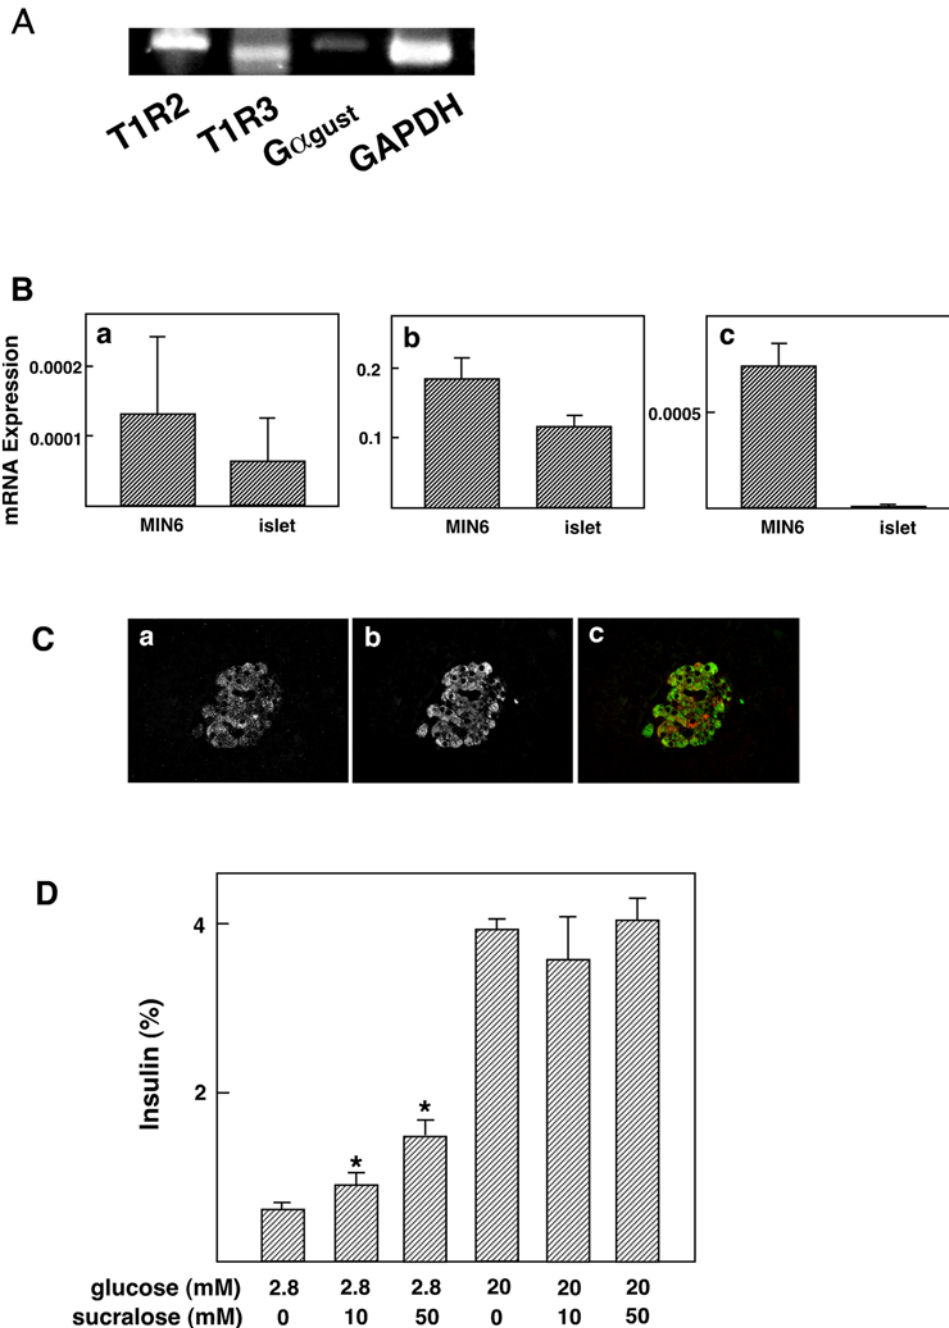 A
T1R2 T1R3 Gαgust GAPDH
B
mRNA Expression
a
0.0002
0.0001
MIN6 islet
b
0.2
0.1
MIN6 islet
c
0.0005
MIN6 islet
C
a b c
D
Insulin (%)
4
2
* *
glucose (mM) 2.8 2.8 2.8 20 20 20
sucralose (mM) 0 10 50 0 10 50